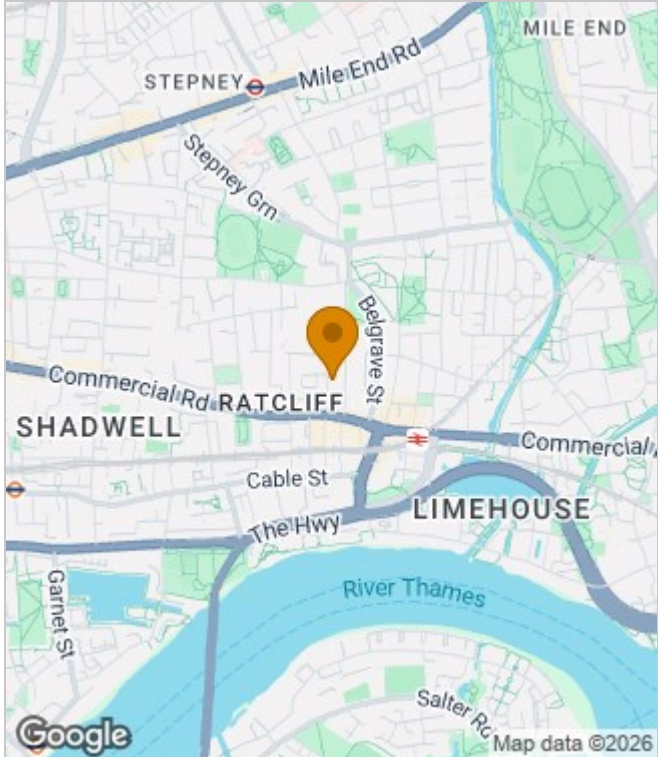 MILE END
STEPNEY
Mile End Rd
Stepney Grn
Belgrave St
Commercial Rd
RATCLIFF
SHADWELL
Commercial
Cable St
LIMEHOUSE
The Hwy
River Thames
Garnet St
Salter Rd
Google
Map data ©2026